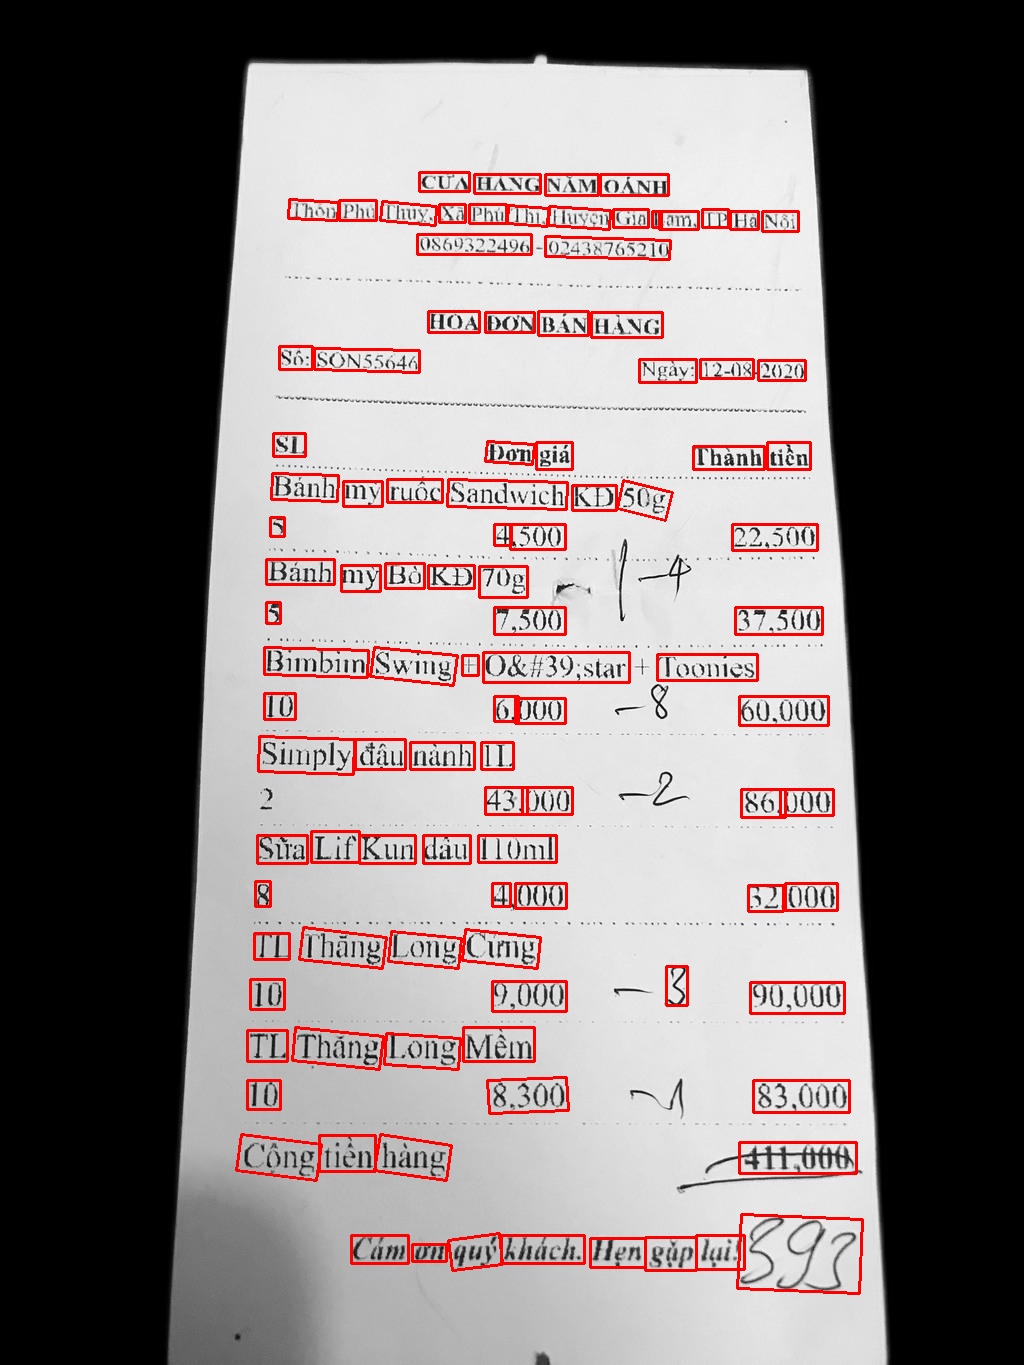 CỬA HÀNG NĂM OÁNH
Thôn Phú Thụy, Xã Phú Thị, Huyện Gia Lam, TP Hà Nội
0869322496 - 02438765210
HÓA ĐƠN BÁN HÀNG
Số: SON55646 Ngày: 12-08-2020
SL Đơn giá Thành tiền
Bánh mỳ ruốc Sandwich KĐ 50g
5 4,500 22,500
Bánh mỳ Bò KĐ 70g
5 7,500 37,500
- 4
Bimbim Swing + O&#39;star + Toonies
10 6,000 - 8 60,000
Simply đậu nành 1L
2 43,000 - 2 86,000
Sữa Lif Kun dâu 110ml
8 4,000 32,000
TL Thăng Long Cứng
10 9,000 - 3 90,000
TL Thăng Long Mềm
10 8,300 - 1 83,000
Cộng tiền hàng 411,000
Cám ơn quý khách. Hẹn gặp lại! 393